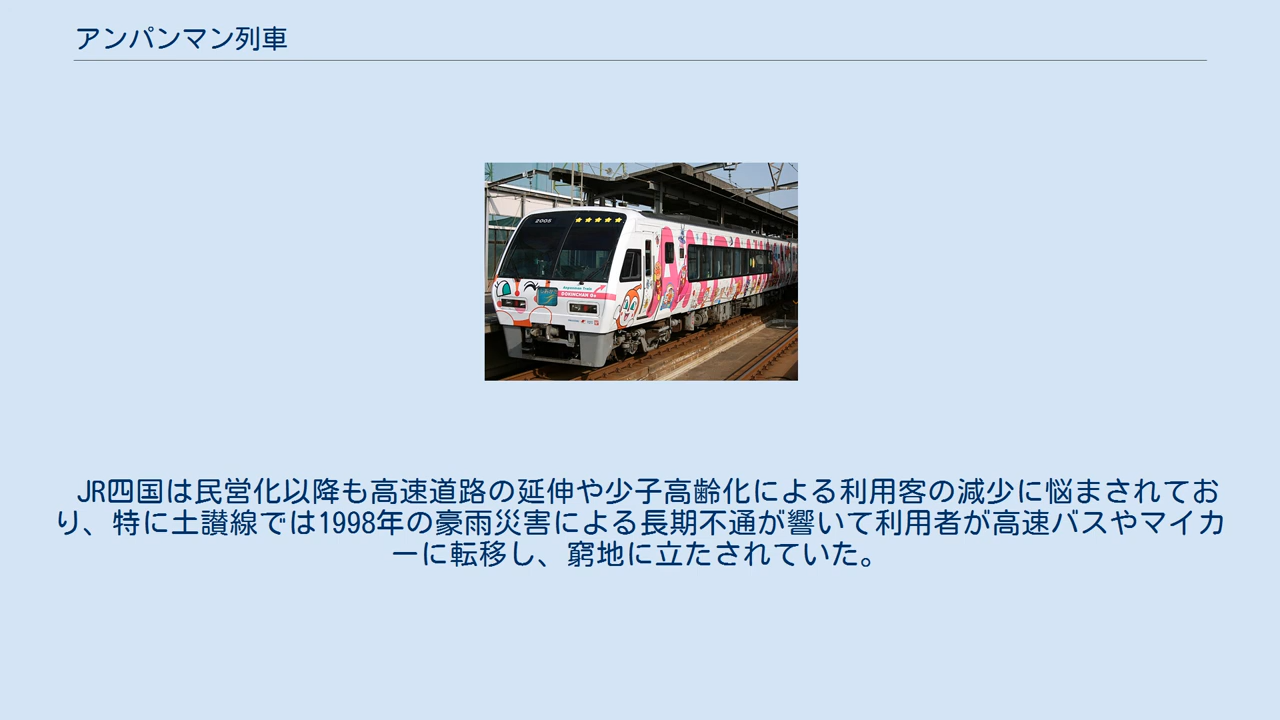 アンパンマン列車
2005
Anpanman Train
DOKINCHAN
JR四国は民営化以降も高速道路の延伸や少子高齢化による利用客の減少に悩まされてお
り、特に土讃線では1998年の豪雨災害による長期不通が響いて利用者が高速バスやマイカ
ーに転移し、窮地に立たされていた。